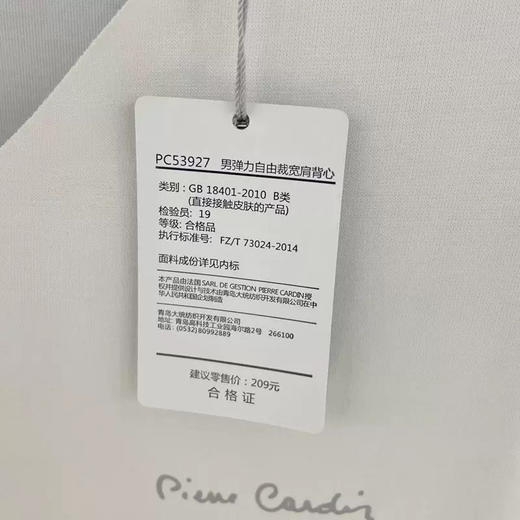 PC53927 男弹力自由裁宽肩背心
类别: GB 18401-2010 B类
(直接接触皮肤的产品)
检验员: 19
等级: 合格品
执行标准号: FZ/T 73024-2014
面料成份详见内标
本产品由法国SARL DE GESTION PIERRE CARDIN授
权并提供设计与技术由青岛大统纺织开发有限公司在中
华人民共和国企划制造
青岛大统纺织开发有限公司
地址: 青岛高科技工业园海尔路2号 266100
电话: (0532)80992889
建议零售价: 209元
合格证
Pierre Cardin